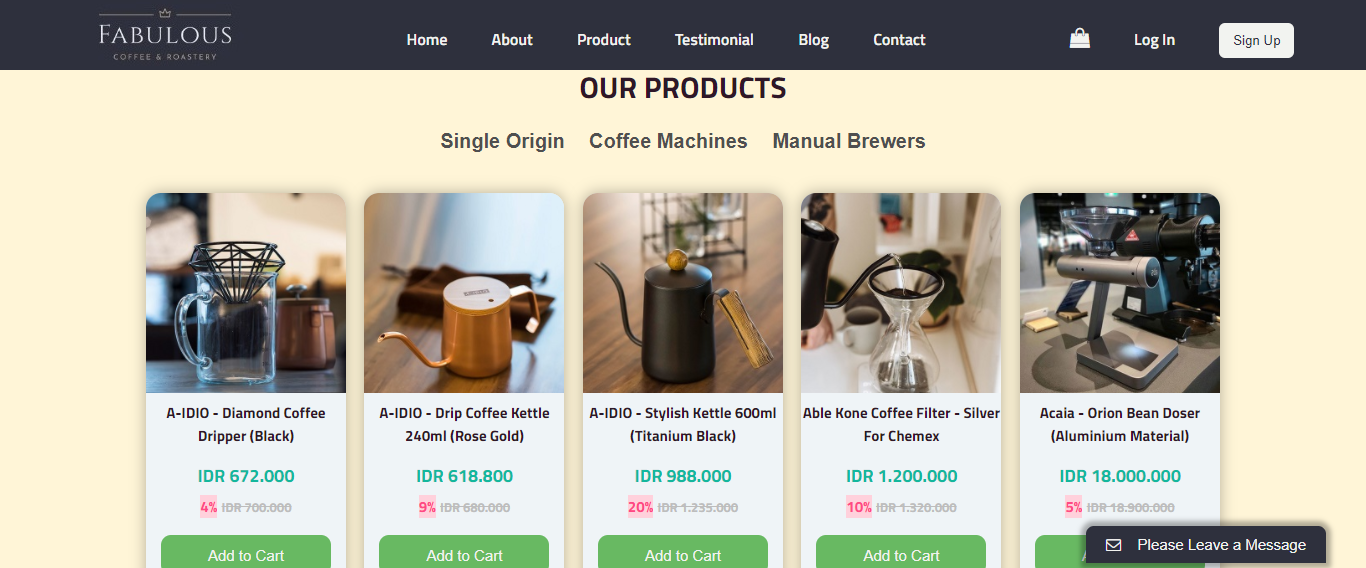 FABULOUS
COFFEE & ROASTERY
Home About Product Testimonial Blog Contact Log In Sign Up
OUR PRODUCTS
Single Origin Coffee Machines Manual Brewers
A-IDIO - Diamond Coffee
Dripper (Black)
IDR 672.000
4% IDR 700.000
Add to Cart
A-IDIO - Drip Coffee Kettle
240ml (Rose Gold)
IDR 618.800
9% IDR 680.000
Add to Cart
A-IDIO - Stylish Kettle 600ml
(Titanium Black)
IDR 988.000
20% IDR 1.235.000
Add to Cart
Able Kone Coffee Filter - Silver
For Chemex
IDR 1.200.000
10% IDR 1.320.000
Add to Cart
Acaia - Orion Bean Doser
(Aluminium Material)
IDR 18.000.000
5% IDR 18.900.000
Please Leave a Message